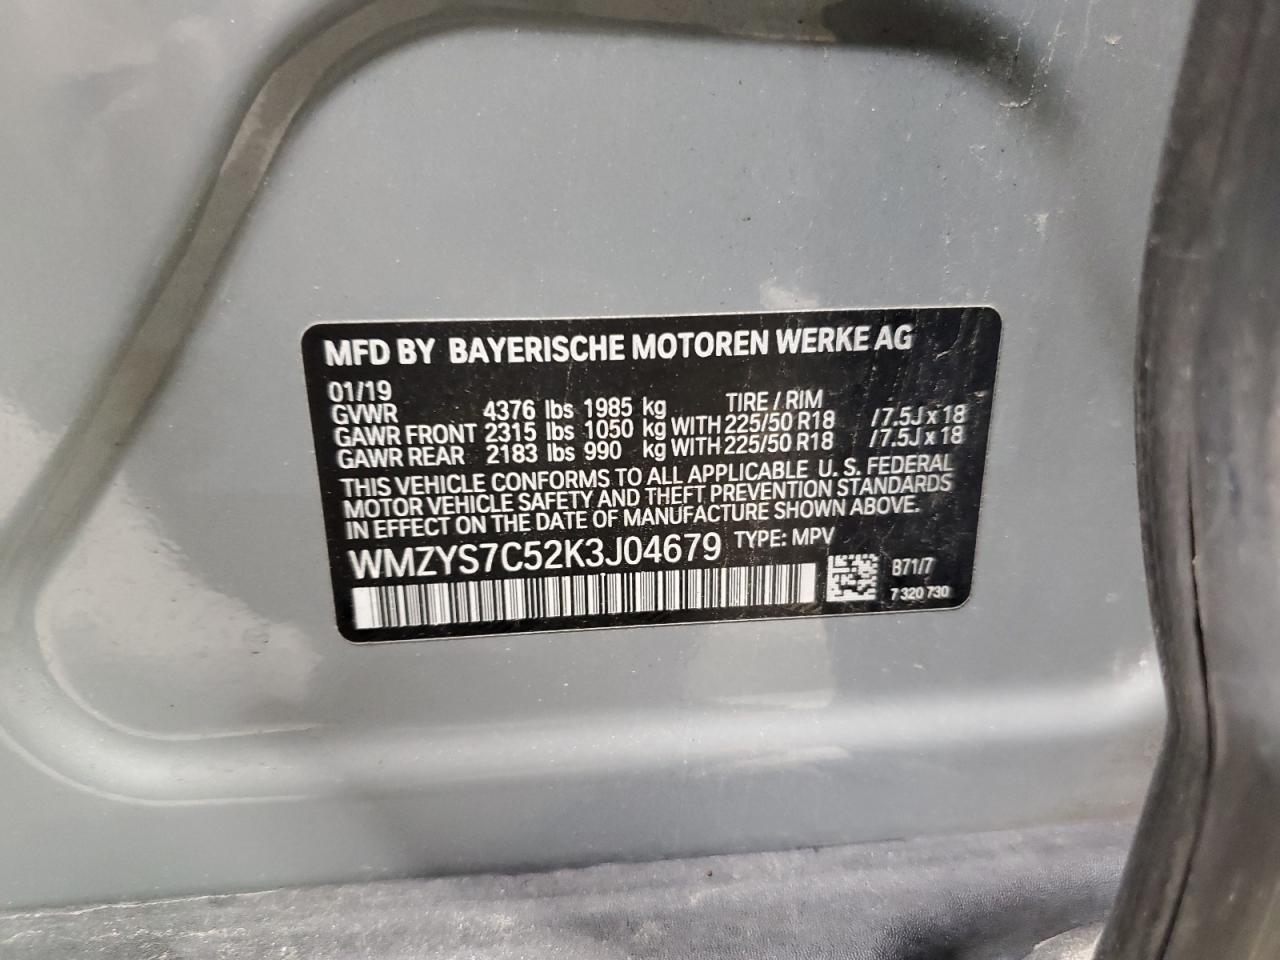 MFD BY BAYERISCHE MOTOREN WERKE AG
01/19
GVWR 4376 lbs 1985 kg TIRE / RIM
GAWR FRONT 2315 lbs 1050 kg WITH 225/50 R18 /7.5J x 18
GAWR REAR 2183 lbs 990 kg WITH 225/50 R18 /7.5J x 18
THIS VEHICLE CONFORMS TO ALL APPLICABLE U. S. FEDERAL
MOTOR VEHICLE SAFETY AND THEFT PREVENTION STANDARDS
IN EFFECT ON THE DATE OF MANUFACTURE SHOWN ABOVE.
WMZYS7C52K3J04679 TYPE: MPV
B71/7
7 320 730